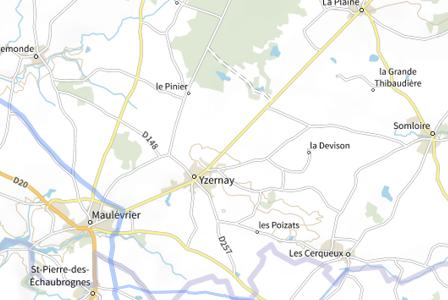 La Plaine
lemonde
la Grande
Thibaudière
le Pinier
Somloire
D148
la Devison
Yzernay
D20
Maulévrier
les Poizats
D257
Les Cerqueux
St-Pierre-des-
Échaubrognes